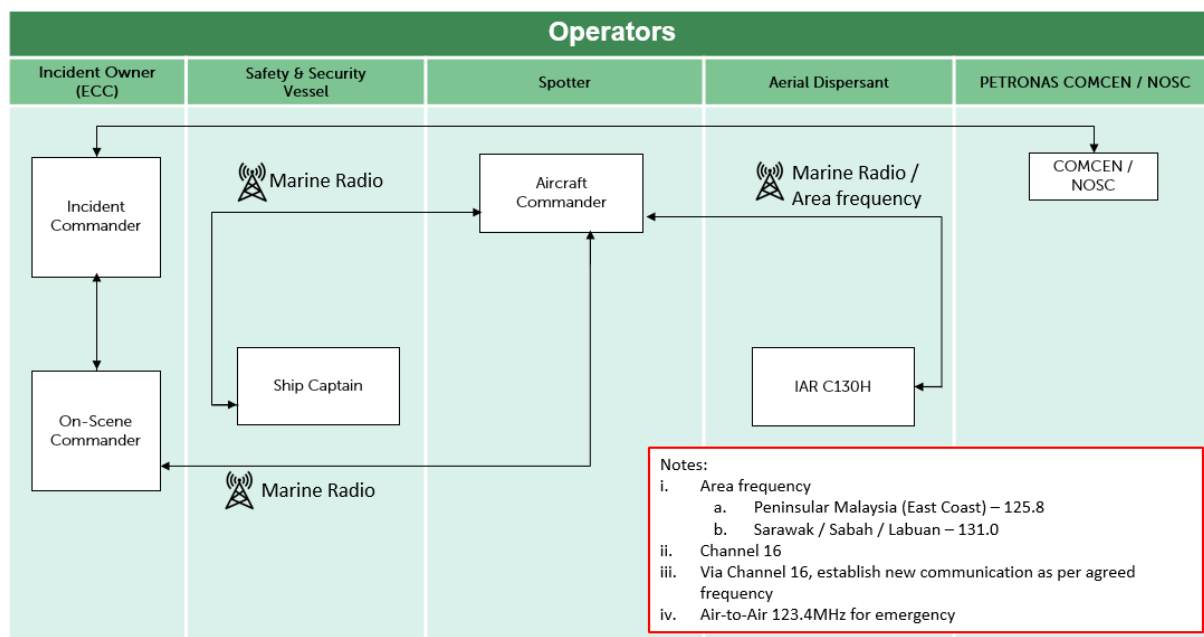 Operators
Incident Owner
(ECC)
Safety & Security
Vessel
Spotter
Aerial Dispersant
PETRONAS COMCEN / NOSC
Incident
Commander
Marine Radio
Aircraft
Commander
Marine Radio /
Area frequency
COMCEN /
NOSC
Ship Captain
IAR C130H
On-Scene
Commander
Marine Radio
Notes:
i. Area frequency
a. Peninsular Malaysia (East Coast) – 125.8
b. Sarawak / Sabah / Labuan – 131.0
ii. Channel 16
iii. Via Channel 16, establish new communication as per agreed
frequency
iv. Air-to-Air 123.4MHz for emergency